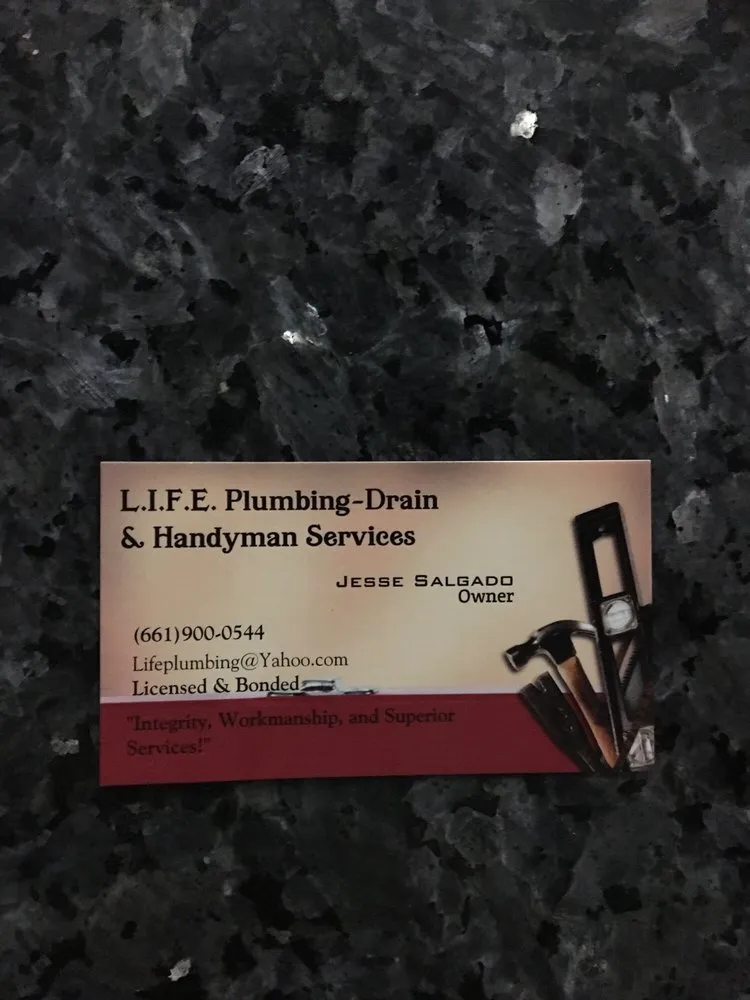 L.I.F.E. Plumbing-Drain
& Handyman Services
Jesse Salgado
Owner
(661)900-0544
Lifeplumbing@Yahoo.com
Licensed & Bonded
"Integrity, Workmanship, and Superior
Services!"